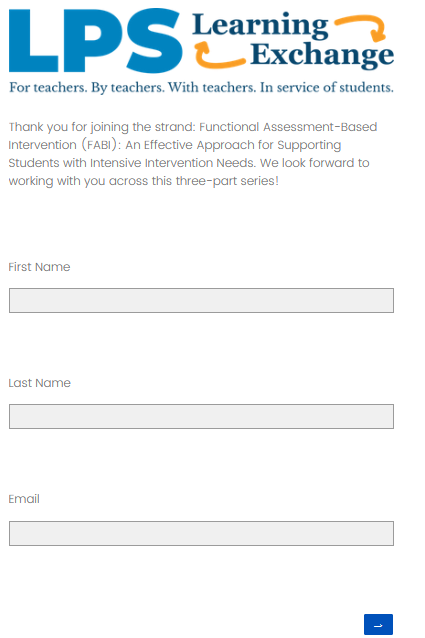 LPS Learning
Exchange
For teachers. By teachers. With teachers. In service of students.
Thank you for joining the strand: Functional Assessment-Based
Intervention (FABI): An Effective Approach for Supporting
Students with Intensive Intervention Needs. We look forward to
working with you across this three-part series!
First Name
Last Name
Email
→